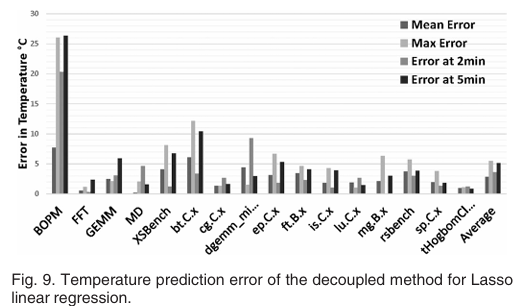 30
25
20
15
10
5
0
Error in Temperature °C
Mean Error
Max Error
Error at 2min
Error at 5min
BOPM
FFT
GEMM
MD
XSBench
bt.C.x
cg.C.x
dgemm_mi...
ep.C.x
ft.B.x
is.C.x
lu.C.x
mg.B.x
rsbench
sp.C.x
tHogbomCl...
Average
Fig. 9. Temperature prediction error of the decoupled method for Lasso
linear regression.